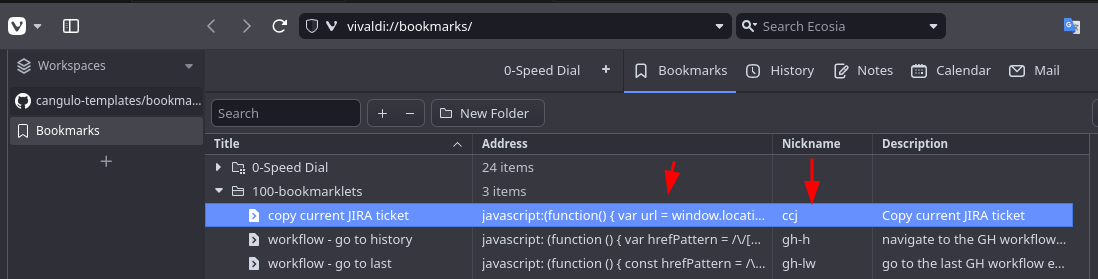 vivaldi://bookmarks/
Search Ecosia
Workspaces
cangulo-templates/bookma...
Bookmarks
0-Speed Dial + Bookmarks History Notes Calendar Mail
Search + − New Folder
Title Address Nickname Description
0-Speed Dial 24 items
100-bookmarklets 3 items
copy current JIRA ticket javascript:(function() { var url = window.locati... ccj Copy current JIRA ticket
workflow - go to history javascript: (function () { var hrefPattern = /\/[... gh-h navigate to the GH workflow...
workflow - go to last javascript: (function () { const hrefPattern = /\... gh-lw go to the last GH workflow e...